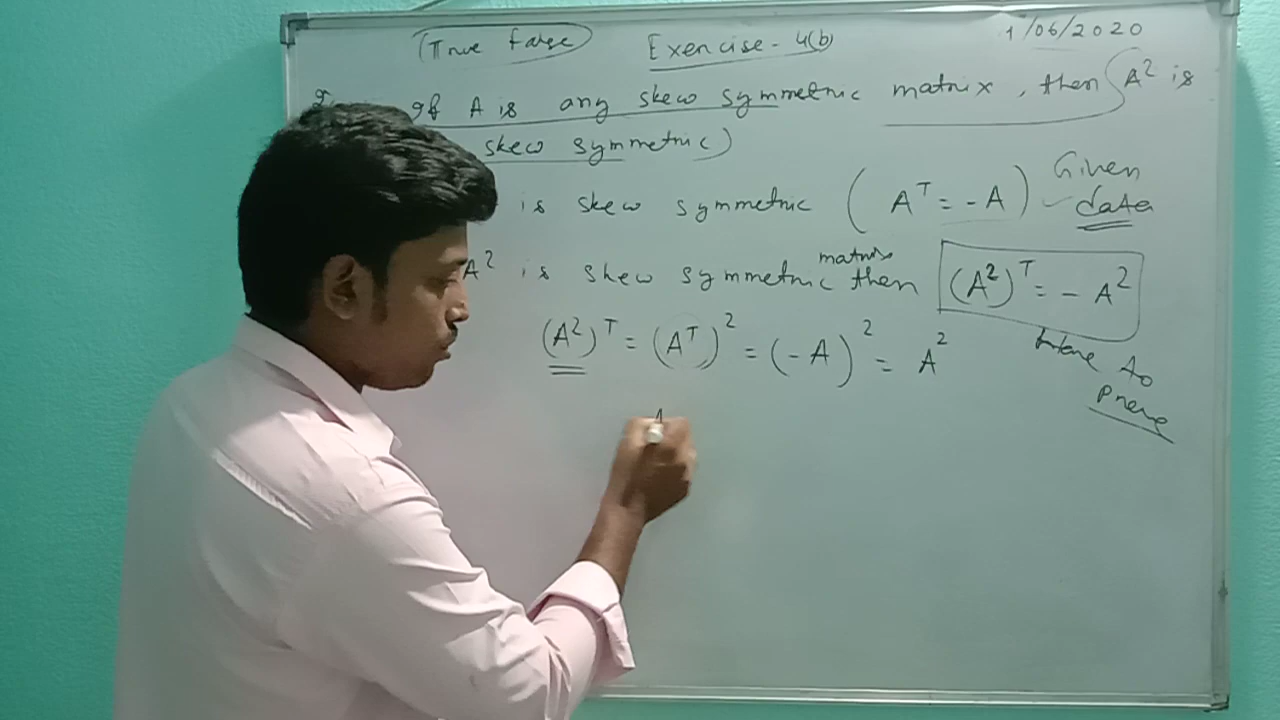 (True false) Exercise-4(b) 1/06/2020
If A is any skew symmetric matrix, then (A² is
skew symmetric)
is skew symmetric (Aᵀ = -A) Given
data
A² is skew symmetric matrix then (A²)ᵀ = - A²
(A²)ᵀ = (Aᵀ)² = (-A)² = A²
to
prove
A